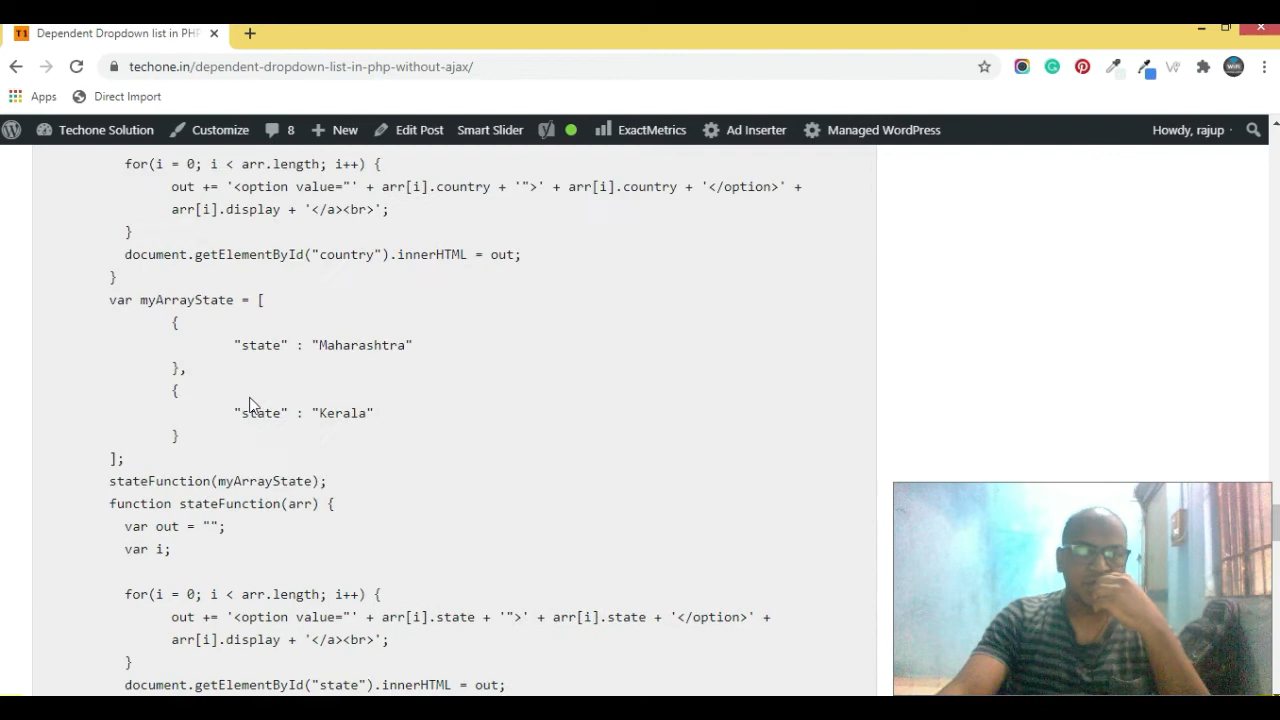 T1 Dependent Dropdown list in PHP
techone.in/dependent-dropdown-list-in-php-without-ajax/
Apps Direct Import
Techone Solution Customize 8 New Edit Post Smart Slider ExactMetrics Ad Inserter Managed WordPress Howdy, rajup
for(i = 0; i < arr.length; i++) {
out += '<option value="' + arr[i].country + '">' + arr[i].country + '</option>' +
arr[i].display + '</a><br>';
}
document.getElementById("country").innerHTML = out;
}
var myArrayState = [
{
"state" : "Maharashtra"
},
{
"state" : "Kerala"
}
];
stateFunction(myArrayState);
function stateFunction(arr) {
var out = "";
var i;
for(i = 0; i < arr.length; i++) {
out += '<option value="' + arr[i].state + '">' + arr[i].state + '</option>' +
arr[i].display + '</a><br>';
}
document.getElementById("state").innerHTML = out;